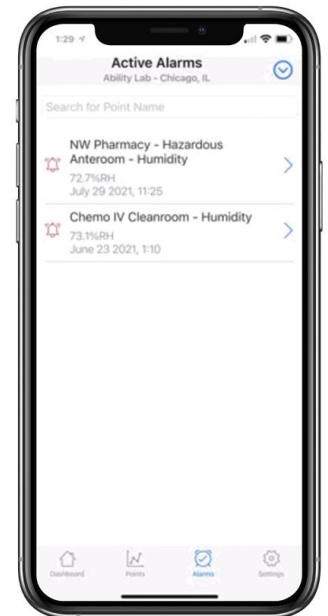 1:29
Active Alarms
Ability Lab - Chicago, IL
Search for Point Name
NW Pharmacy - Hazardous
Anteroom - Humidity
72.7%RH
July 29 2021, 11:25
Chemo IV Cleanroom - Humidity
73.1%RH
June 23 2021, 1:10
Dashboard
Points
Alarms
Settings